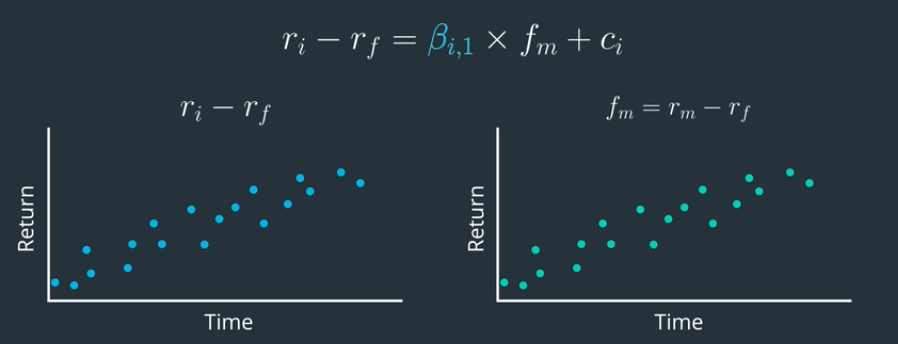 r_i − r_f = β_{i,1} × f_m + c_i
r_i − r_f
f_m = r_m − r_f
Return
Time
Return
Time